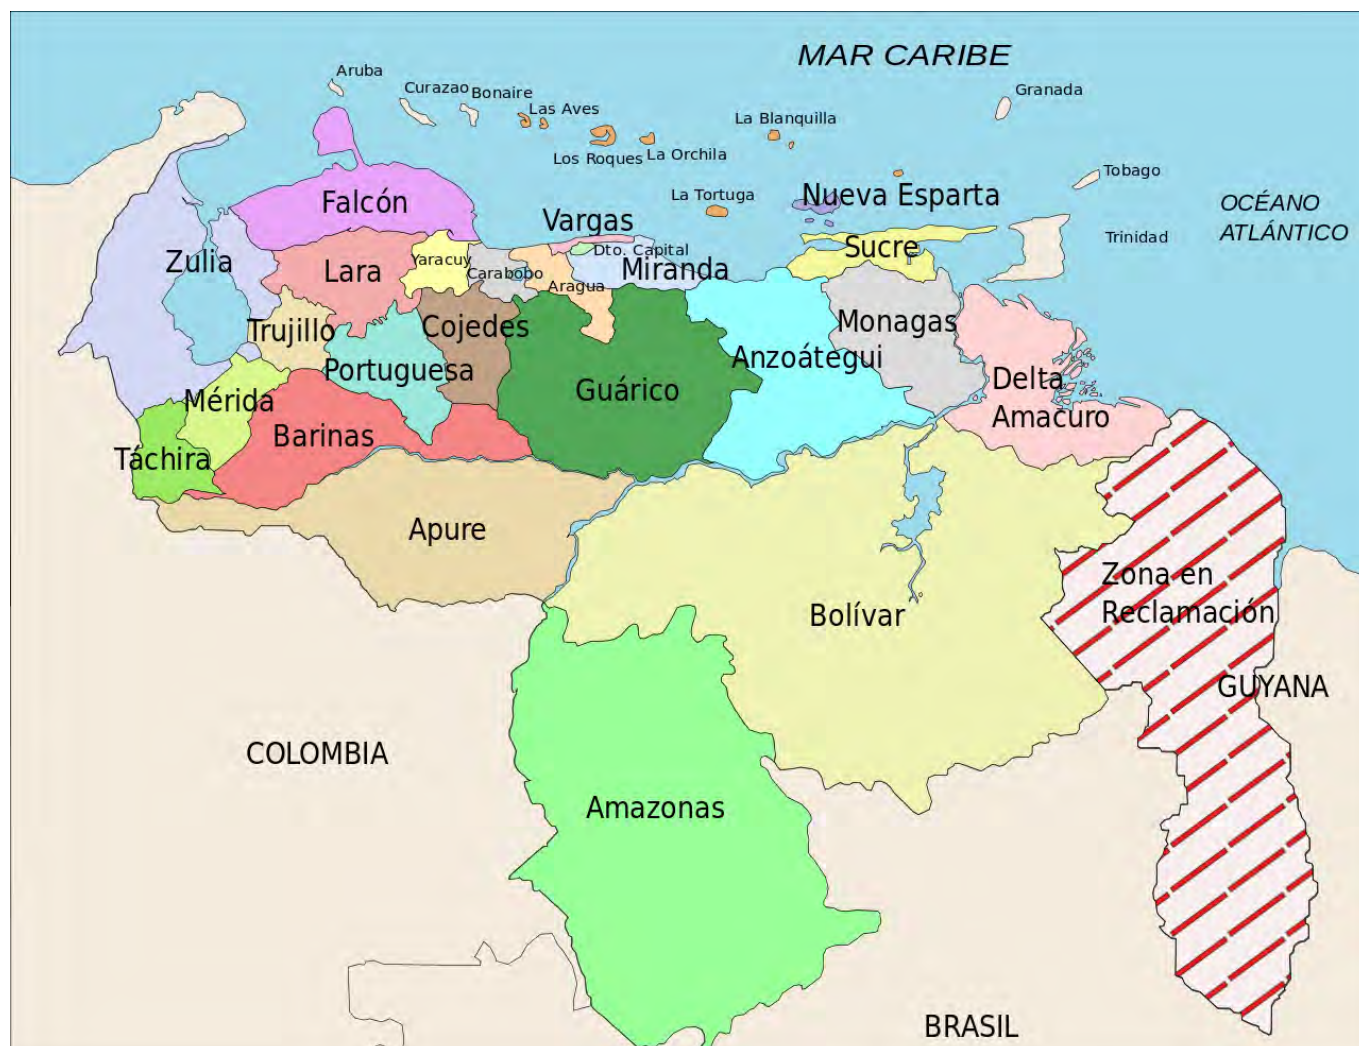 MAR CARIBE
Aruba
Curazao
Bonaire
Las Aves
Los Roques
La Orchila
La Blanquilla
Granada
La Tortuga
Nueva Esparta
Tobago
OCÉANO
ATLÁNTICO
Trinidad
Falcón
Vargas
Dto. Capital
Sucre
Zulia
Lara
Yaracuy
Carabobo
Aragua
Miranda
Trujillo
Cojedes
Portuguesa
Guárico
Anzoátegui
Monagas
Delta
Amacuro
Mérida
Barinas
Táchira
Apure
Bolívar
Zona en
Reclamación
GUYANA
COLOMBIA
Amazonas
BRASIL